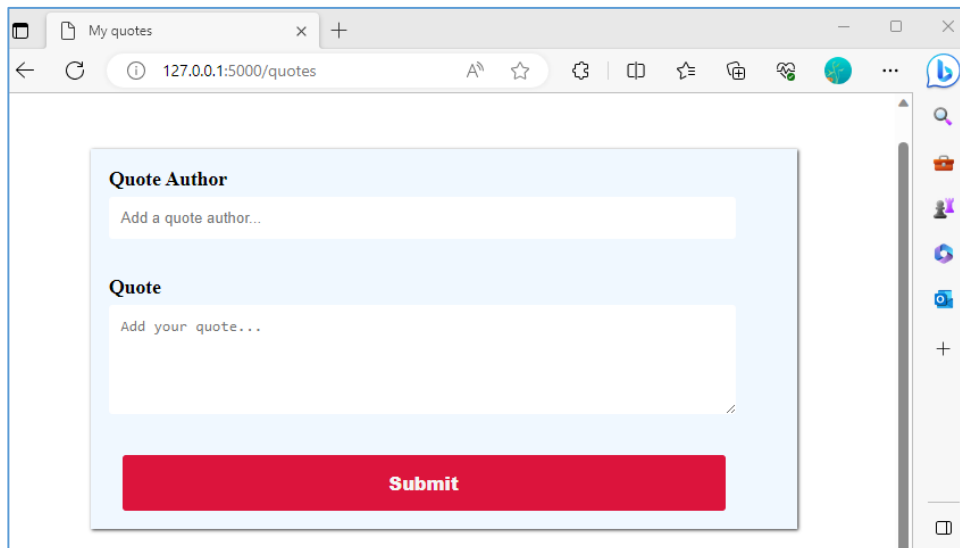 My quotes
127.0.0.1:5000/quotes
Quote Author
Add a quote author...
Quote
Add your quote...
Submit